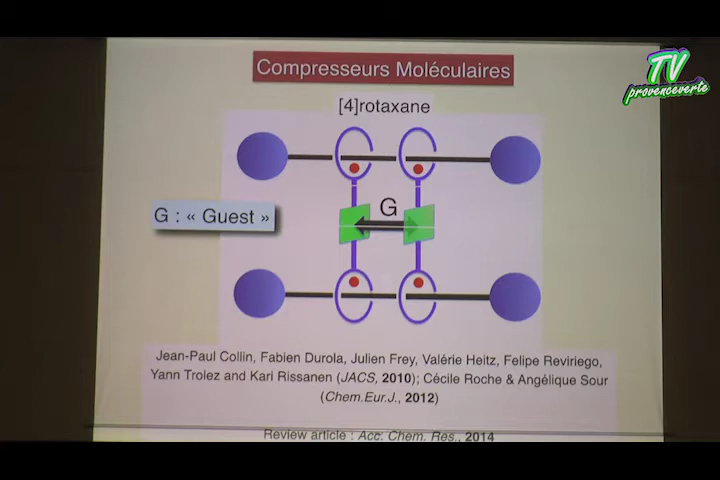 Compresseurs Moléculaires
TV
provenceverte
[4]rotaxane
G
G : « Guest »
Jean-Paul Collin, Fabien Durola, Julien Frey, Valérie Heitz, Felipe Reviriego,
Yann Trolez and Kari Rissanen (JACS, 2010); Cécile Roche & Angélique Sour
(Chem.Eur.J., 2012)
Review article : Acc. Chem. Res., 2014